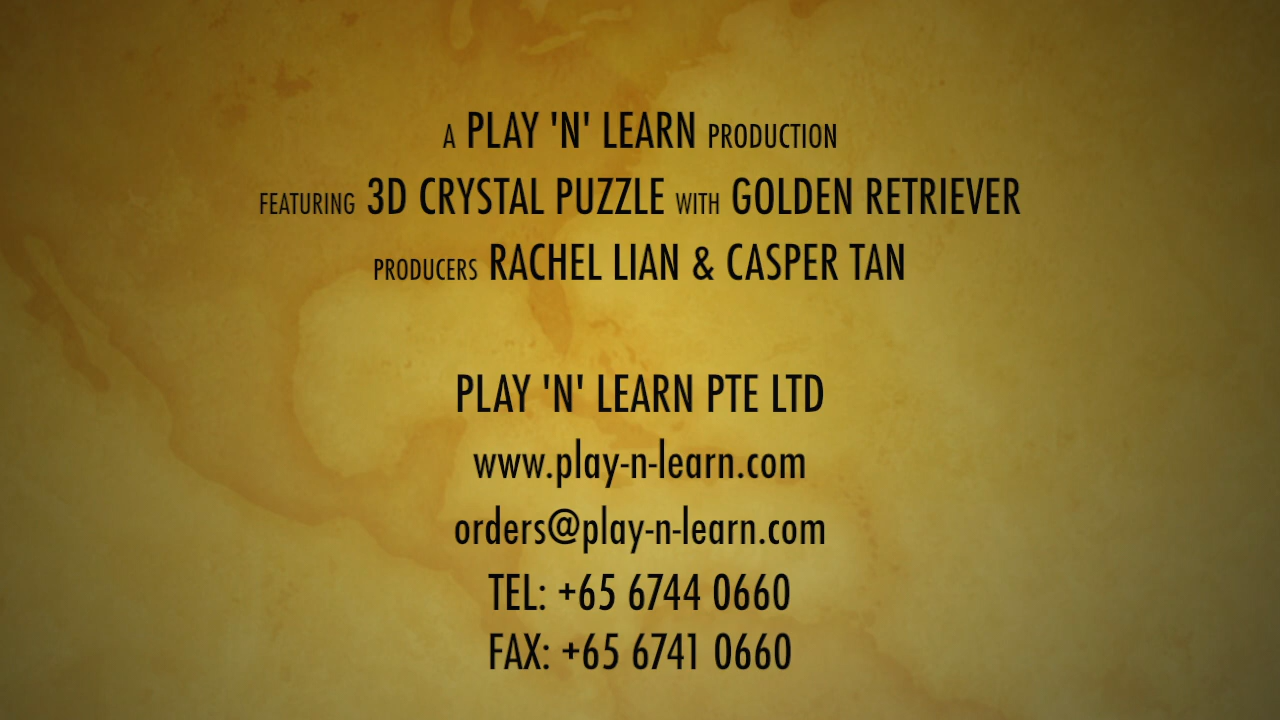 A PLAY 'N' LEARN PRODUCTION
FEATURING 3D CRYSTAL PUZZLE WITH GOLDEN RETRIEVER
PRODUCERS RACHEL LIAN & CASPER TAN
PLAY 'N' LEARN PTE LTD
www.play-n-learn.com
orders@play-n-learn.com
TEL: +65 6744 0660
FAX: +65 6741 0660